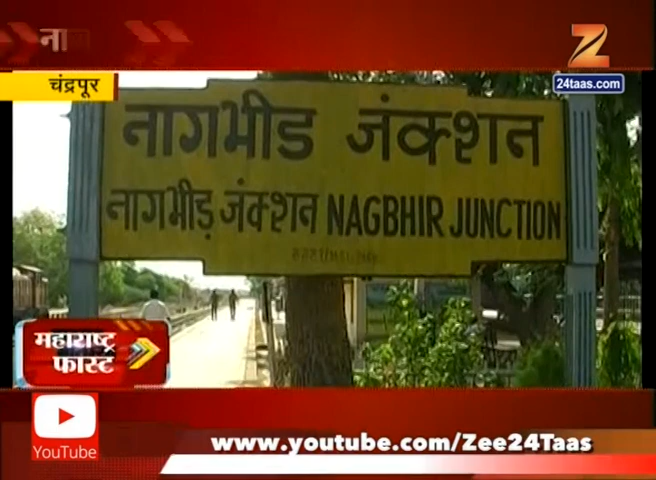 ना
चंद्रपूर
24taas.com
नागभीड जंक्शन
नागभीड़ जंक्शन NAGBHIR JUNCTION
महाराष्ट्र
फास्ट
YouTube
www.youtube.com/Zee24Taas